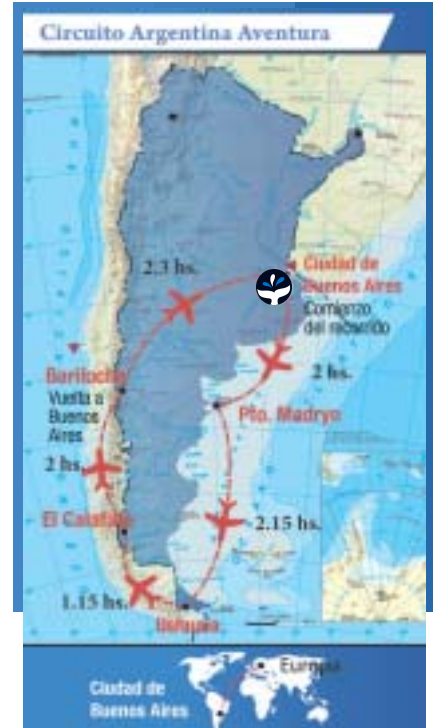 Circuito Argentina Aventura
2.3 hs.
Ciudad de
Buenos Aires
Comienzo
del recorrido
2 hs.
Bariloche
Vuelta a
Buenos
Aires
Pto. Madryn
2 hs.
El Calafate
2.15 hs.
1.15 hs.
Ushuaia
Europa
Ciudad de
Buenos Aires